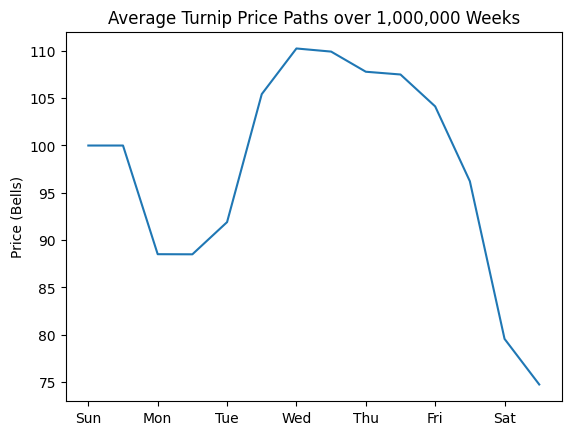 Average Turnip Price Paths over 1,000,000 Weeks
Price (Bells)
110
105
100
95
90
85
80
75
Sun Mon Tue Wed Thu Fri Sat